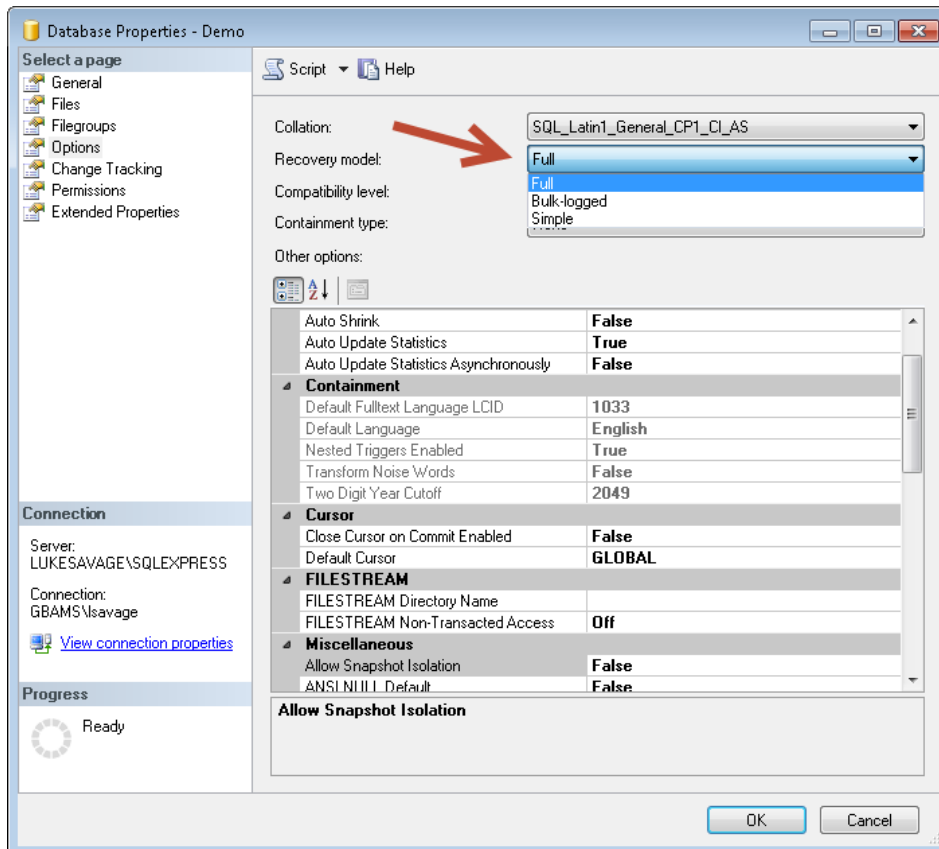 Database Properties - Demo
Select a page
General
Files
Filegroups
Options
Change Tracking
Permissions
Extended Properties
Script Help
Collation: SQL_Latin1_General_CP1_CI_AS
Recovery model: Full
Full
Bulk-logged
Simple
Compatibility level:
Containment type:
Other options:
Auto Shrink False
Auto Update Statistics True
Auto Update Statistics Asynchronously False
Containment
Default Fulltext Language LCID 1033
Default Language English
Nested Triggers Enabled True
Transform Noise Words False
Two Digit Year Cutoff 2049
Cursor
Close Cursor on Commit Enabled False
Default Cursor GLOBAL
FILESTREAM
FILESTREAM Directory Name
FILESTREAM Non-Transacted Access Off
Miscellaneous
Allow Snapshot Isolation False
ANSI NULL Default False
Allow Snapshot Isolation
Connection
Server:
LUKESAVAGE\SQLEXPRESS
Connection:
GBAMS\lsavage
View connection properties
Progress
Ready
OK Cancel